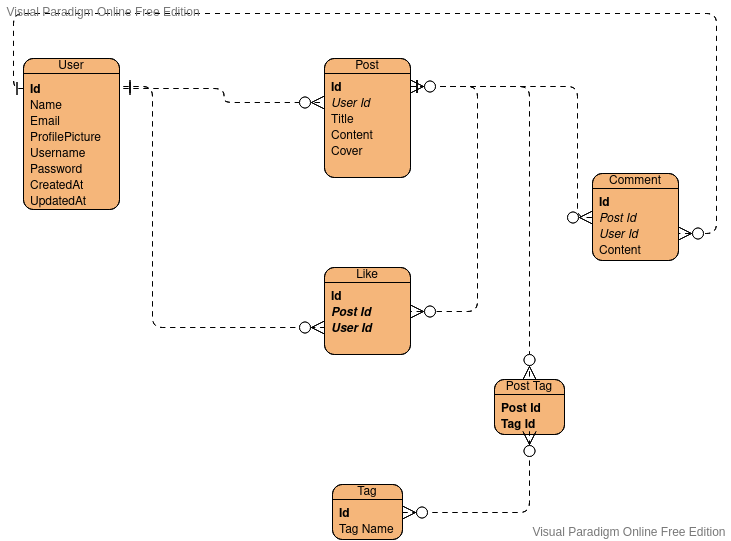 Visual Paradigm Online Free Edition
User
Id
Name
Email
ProfilePicture
Username
Password
CreatedAt
UpdatedAt
Post
Id
User Id
Title
Content
Cover
Comment
Id
Post Id
User Id
Content
Like
Id
Post Id
User Id
Post Tag
Post Id
Tag Id
Tag
Id
Tag Name
Visual Paradigm Online Free Edition